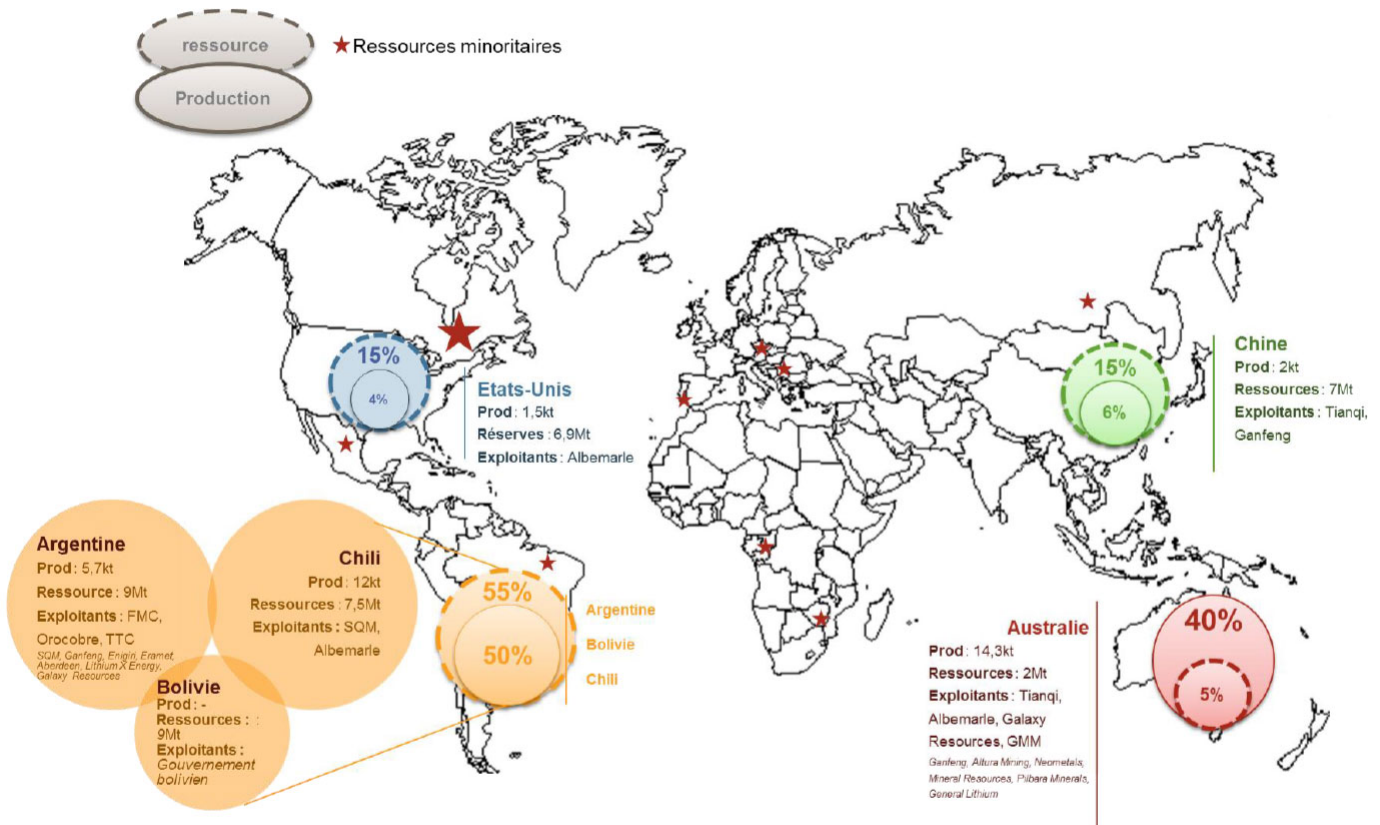 ressource
Production
Ressources minoritaires
15%
4%
Etats-Unis
Prod : 1,5kt
Réserves : 6,9Mt
Exploitants : Albemarle
Chine
Prod : 2kt
Ressources : 7Mt
Exploitants : Tianqi,
Ganfeng
15%
6%
Argentine
Prod : 5,7kt
Ressource : 9Mt
Exploitants : FMC,
Orocobre, TTC
SQM, Ganfeng, Enigiri, Eramet,
Aberdeen, Lithium X Energy,
Galaxy Resources
Chili
Prod : 12kt
Ressources : 7,5Mt
Exploitants : SQM,
Albemarle
Bolivie
Prod : -
Ressources : :
9Mt
Exploitants :
Gouvernement
bolivien
55%
50%
Argentine
Bolivie
Chili
Australie
Prod : 14,3kt
Ressources : 2Mt
Exploitants : Tianqi,
Albemarle, Galaxy
Resources, GMM
Ganfeng, Altura Mining, Neometals,
Mineral Resources, Pilbara Minerals,
General Lithium
40%
5%